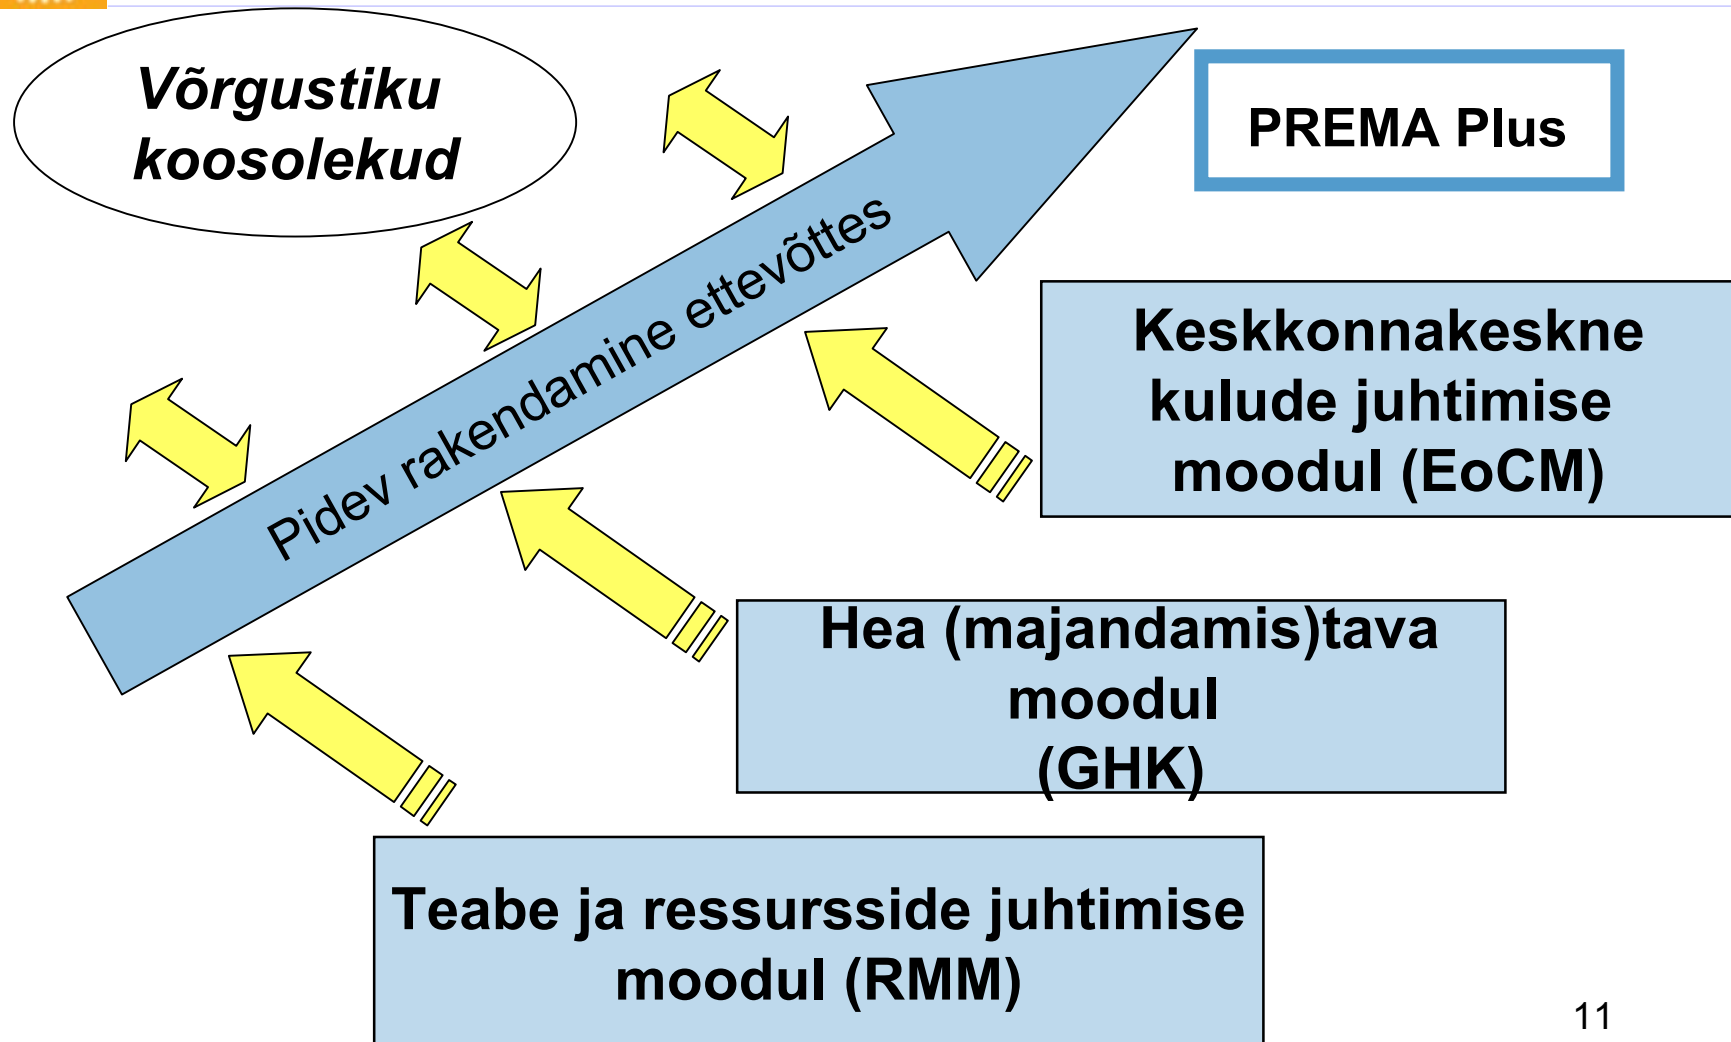 Võrgustiku
koosolekud
PREMA Plus
Pidev rakendamine ettevõttes
Keskkonnakeskne
kulude juhtimise
moodul (EoCM)
Hea (majandamis)tava
moodul
(GHK)
Teabe ja ressursside juhtimise
moodul (RMM)
11